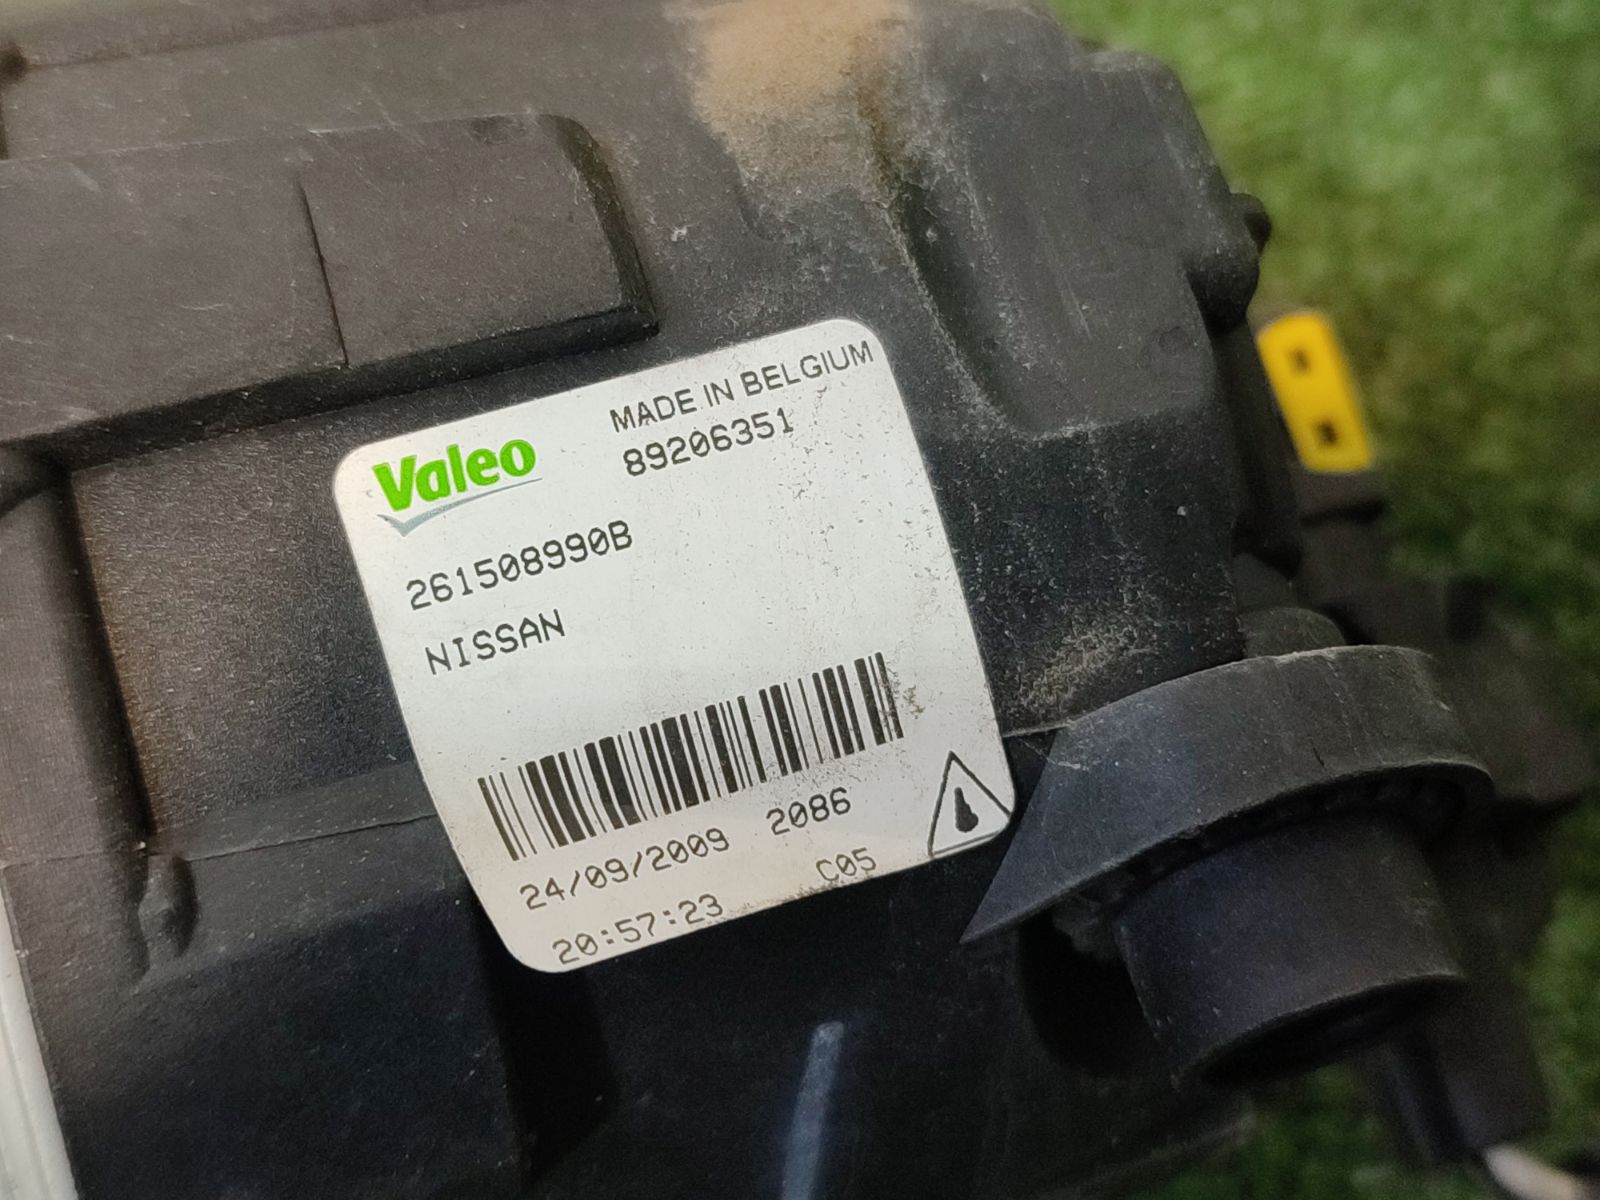 Valeo
MADE IN BELGIUM
89206351
261508990B
NISSAN
24/09/2009 2086
20:57:23 C05